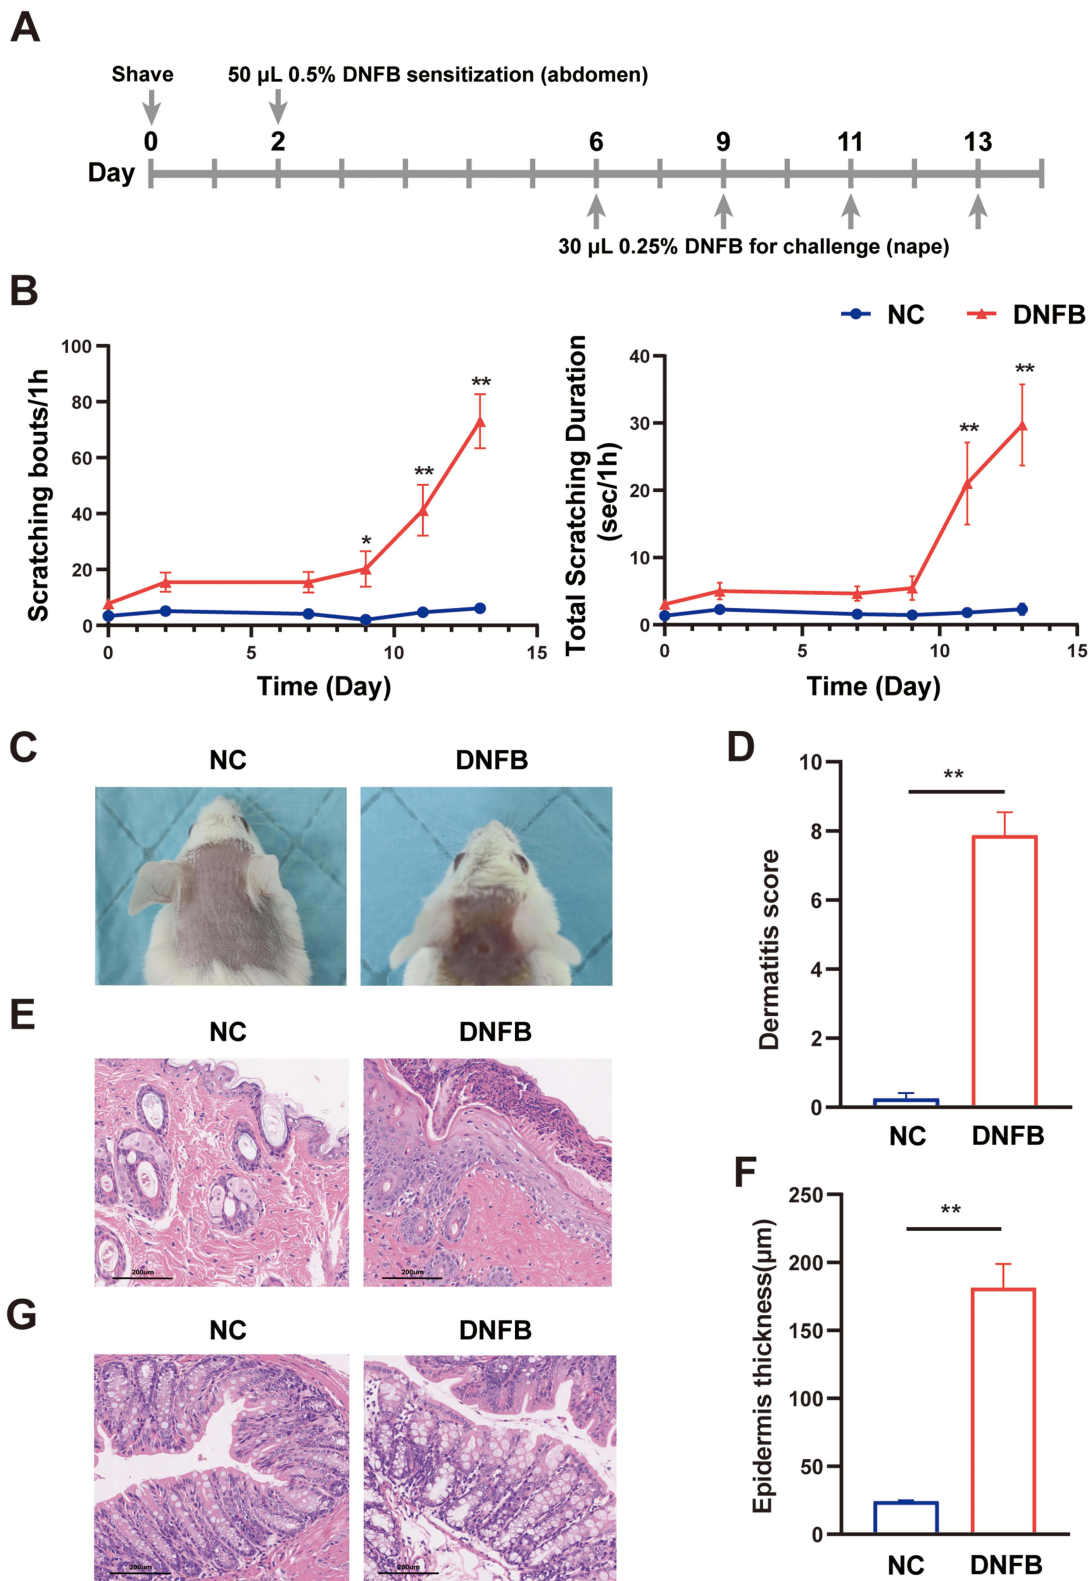 A
Shave
50 μL 0.5% DNFB sensitization (abdomen)
0 2 6 9 11 13
Day
30 μL 0.25% DNFB for challenge (nape)
B
NC DNFB
Scratching bouts/1h
100
80
60
40
20
0
*
**
**
0 5 10 15
Time (Day)
Total Scratching Duration
(sec/1h)
40
30
20
10
0
**
**
0 5 10 15
Time (Day)
C
NC DNFB
D
Dermatitis score
10
8
6
4
2
0
**
NC DNFB
E
NC DNFB
200um 200um
F
Epidermis thickness(μm)
250
200
150
100
50
0
**
NC DNFB
G
NC DNFB
200um 200um